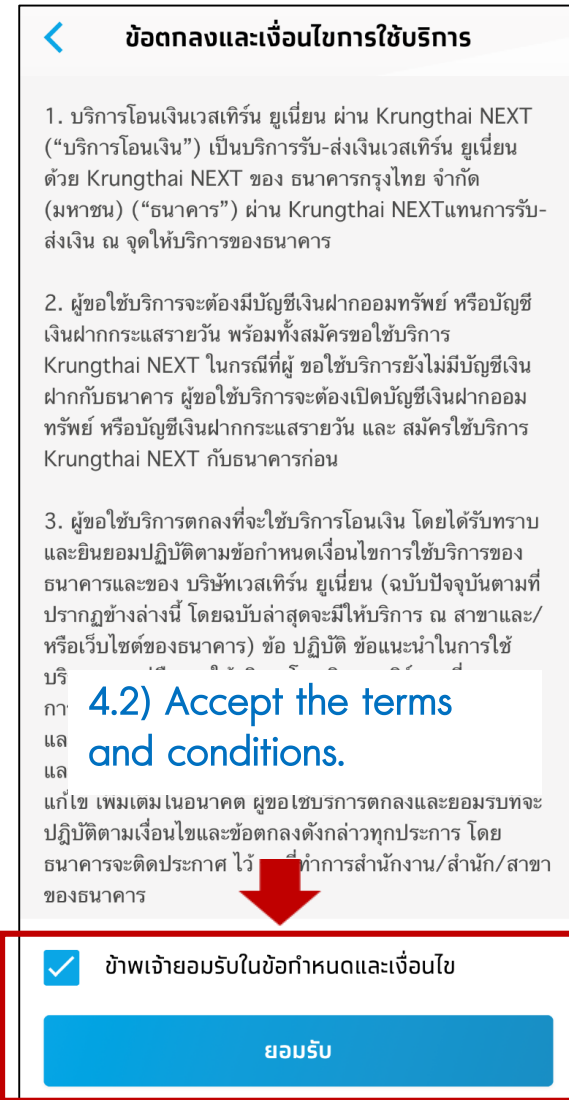 ข้อตกลงและเงื่อนไขการใช้บริการ
1. บริการโอนเงินเวสเทิร์น ยูเนี่ยน ผ่าน Krungthai NEXT
(“บริการโอนเงิน”) เป็นบริการรับ-ส่งเงินเวสเทิร์น ยูเนี่ยน
ด้วย Krungthai NEXT ของ ธนาคารกรุงไทย จำกัด
(มหาชน) (“ธนาคาร”) ผ่าน Krungthai NEXTแทนการรับ-
ส่งเงิน ณ จุดให้บริการของธนาคาร
2. ผู้ขอใช้บริการจะต้องมีบัญชีเงินฝากออมทรัพย์ หรือบัญชี
เงินฝากกระแสรายวัน พร้อมทั้งสมัครขอใช้บริการ
Krungthai NEXT ในกรณีที่ผู้ ขอใช้บริการยังไม่มีบัญชีเงิน
ฝากกับธนาคาร ผู้ขอใช้บริการจะต้องเปิดบัญชีเงินฝากออม
ทรัพย์ หรือบัญชีเงินฝากกระแสรายวัน และ สมัครใช้บริการ
Krungthai NEXT กับธนาคารก่อน
3. ผู้ขอใช้บริการตกลงที่จะใช้บริการโอนเงิน โดยได้รับทราบ
และยินยอมปฏิบัติตามข้อกำหนดเงื่อนไขการใช้บริการของ
ธนาคารและของ บริษัทเวสเทิร์น ยูเนี่ยน (ฉบับปัจจุบันตามที่
ปรากฏข้างล่างนี้ โดยฉบับล่าสุดจะมีให้บริการ ณ สาขาและ/
หรือเว็บไซต์ของธนาคาร) ข้อ ปฏิบัติ ข้อแนะนำในการใช้
4.2) Accept the terms
and conditions.
แก้ไข เพิ่มเติมในอนาคต ผู้ขอใช้บริการตกลงและยอมรับที่จะ
ปฏิบัติตามเงื่อนไขและข้อตกลงดังกล่าวทุกประการ โดย
ธนาคารจะติดประกาศ ไว้ ที่ทำการสำนักงาน/สำนัก/สาขา
ของธนาคาร
ข้าพเจ้ายอมรับในข้อกำหนดและเงื่อนไข
ยอมรับ